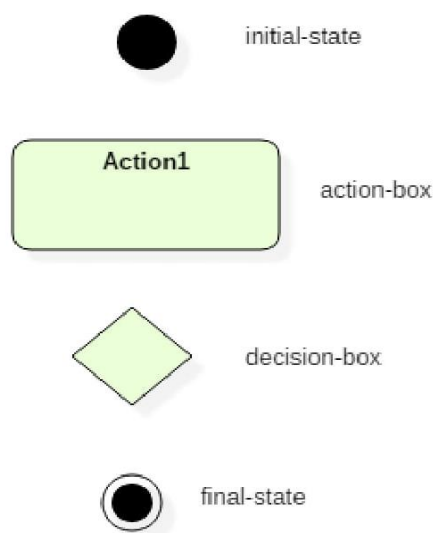 initial-state
Action1
action-box
decision-box
final-state